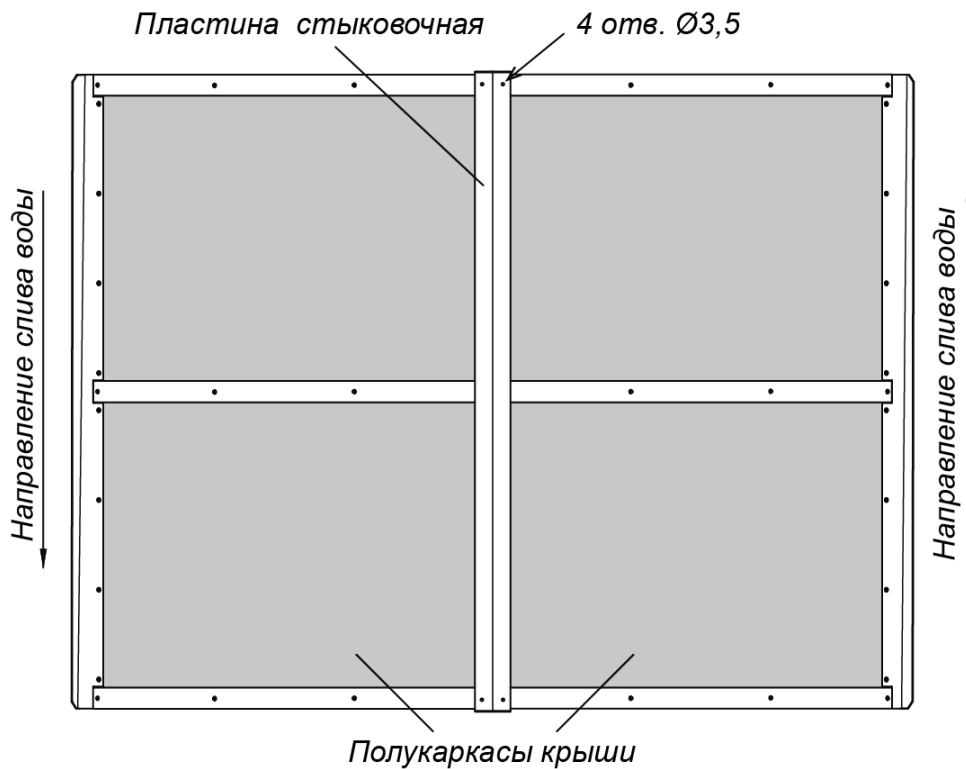 Пластина стыковочная
4 отв. Ø3,5
Направление слива воды
Направление слива воды
Полукаркасы крыши